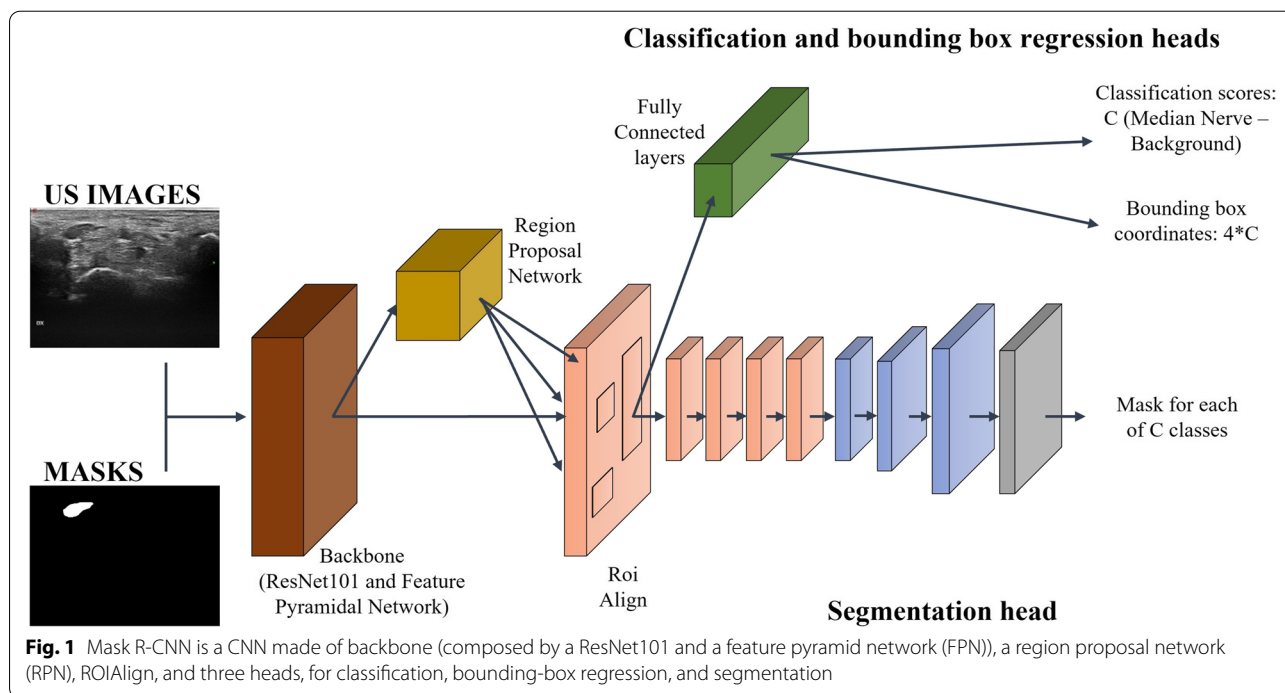 Classification and bounding box regression heads
US IMAGES
MASKS
Backbone
(ResNet101 and Feature
Pyramidal Network)
Region
Proposal
Network
Roi
Align
Fully
Connected
layers
Classification scores:
C (Median Nerve –
Background)
Bounding box
coordinates: 4*C
Mask for each
of C classes
Segmentation head
Fig. 1 Mask R-CNN is a CNN made of backbone (composed by a ResNet101 and a feature pyramid network (FPN)), a region proposal network
(RPN), ROIAlign, and three heads, for classification, bounding-box regression, and segmentation